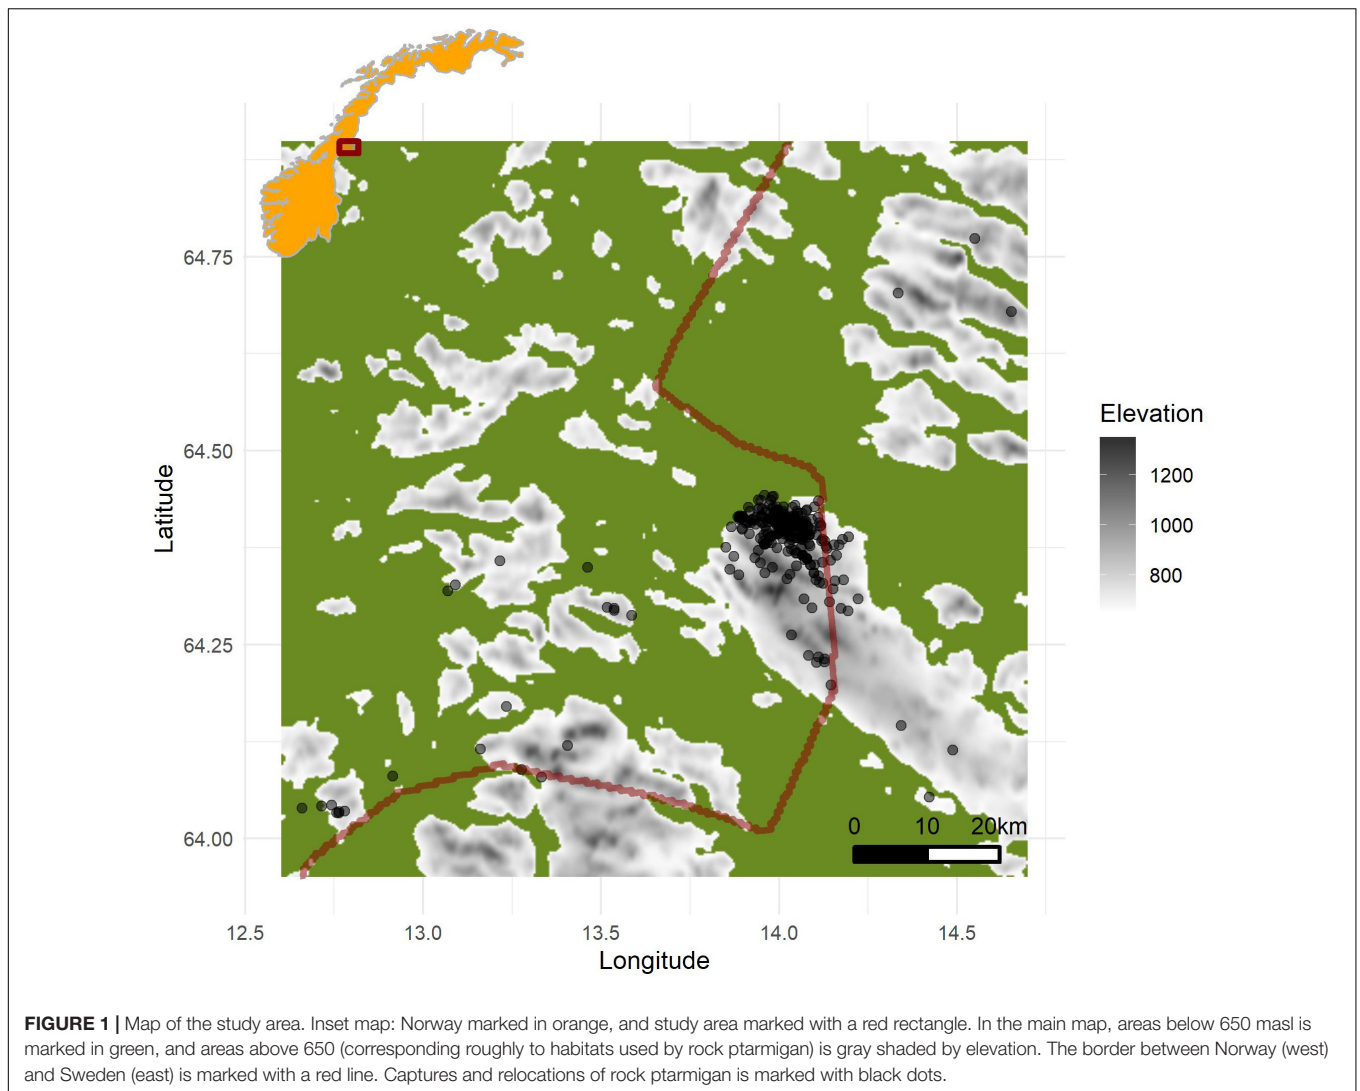 64.75
64.50
64.25
64.00
Latitude
12.5
13.0
13.5
14.0
14.5
Longitude
0 10 20km
Elevation
1200
1000
800
FIGURE 1 | Map of the study area. Inset map: Norway marked in orange, and study area marked with a red rectangle. In the main map, areas below 650 masl is
marked in green, and areas above 650 (corresponding roughly to habitats used by rock ptarmigan) is gray shaded by elevation. The border between Norway (west)
and Sweden (east) is marked with a red line. Captures and relocations of rock ptarmigan is marked with black dots.